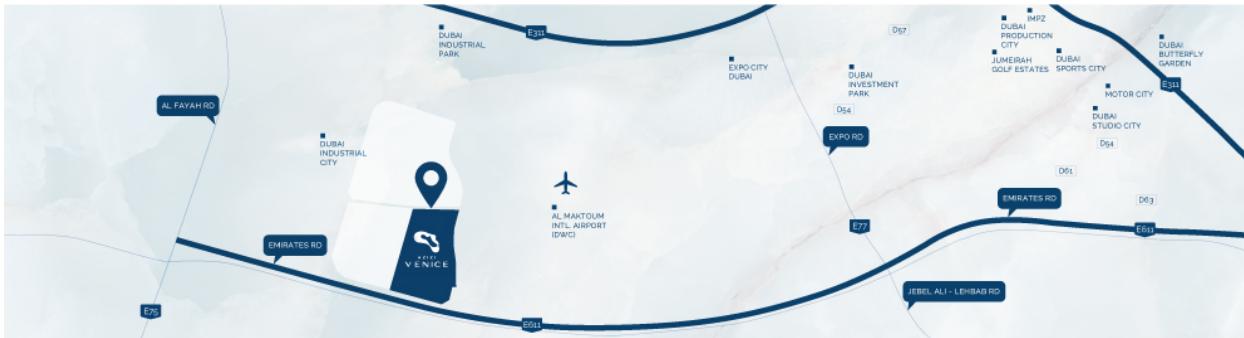 DUBAI
INDUSTRIAL
PARK
E311
EXPO CITY
DUBAI
D57
DUBAI
INVESTMENT
PARK
D54
IMPZ
DUBAI
PRODUCTION
CITY
JUMEIRAH
GOLF ESTATES
DUBAI
SPORTS CITY
DUBAI
BUTTERFLY
GARDEN
E311
MOTOR CITY
DUBAI
STUDIO CITY
D54
AL FAYAH RD
DUBAI
INDUSTRIAL
CITY
EXPO RD
D61
D63
AL MAKTOUM
INTL. AIRPORT
(DWC)
EMIRATES RD
E611
E77
EMIRATES RD
AZIZI
VENICE
JEBEL ALI - LEHBAB RD
E75
E611